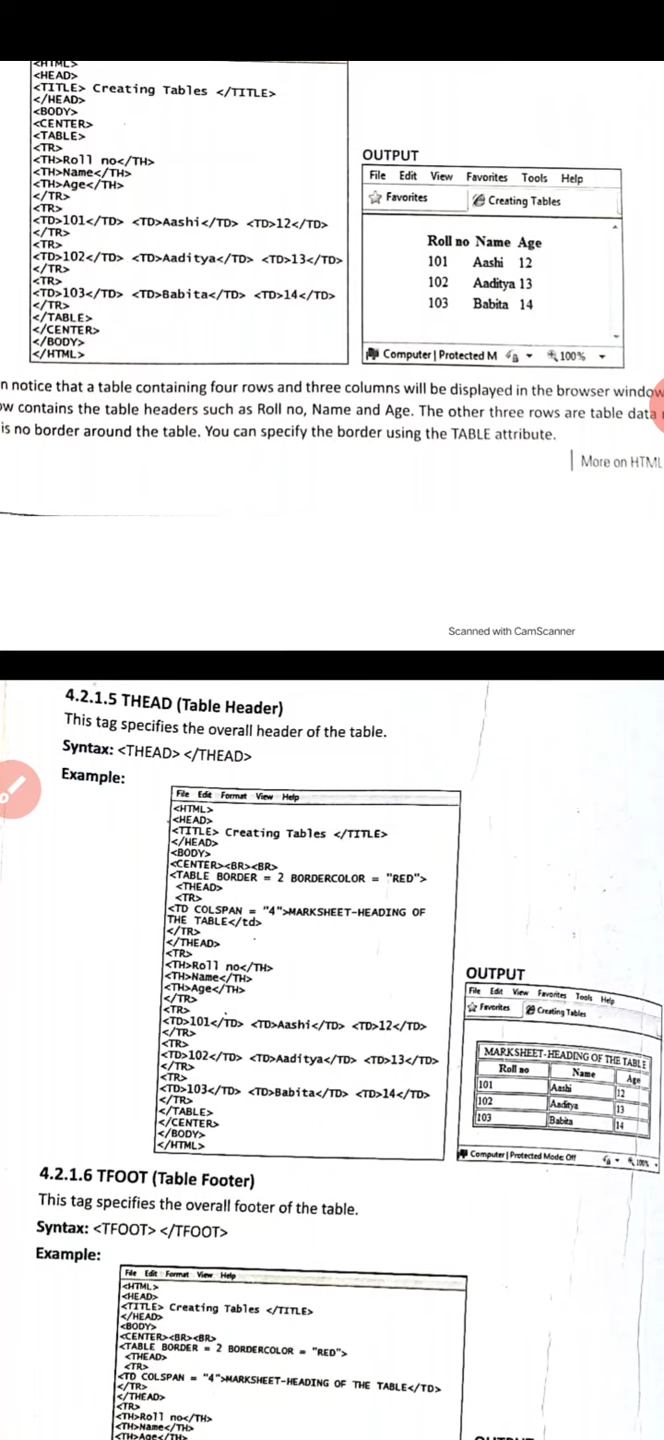 <HTML>
<HEAD>
<TITLE> Creating Tables </TITLE>
</HEAD>
<BODY>
<CENTER>
<TABLE>
<TR>
<TH>Roll no</TH>
<TH>Name</TH>
<TH>Age</TH>
</TR>
<TR>
<TD>101</TD> <TD>Aashi</TD> <TD>12</TD>
</TR>
<TR>
<TD>102</TD> <TD>Aaditya</TD> <TD>13</TD>
</TR>
<TR>
<TD>103</TD> <TD>Babita</TD> <TD>14</TD>
</TR>
</TABLE>
</CENTER>
</BODY>
</HTML>
OUTPUT
File Edit View Favorites Tools Help
Favorites Creating Tables
Roll no Name Age
101 Aashi 12
102 Aaditya 13
103 Babita 14
Computer | Protected M 100%
n notice that a table containing four rows and three columns will be displayed in the browser window
ow contains the table headers such as Roll no, Name and Age. The other three rows are table data
is no border around the table. You can specify the border using the TABLE attribute.
More on HTML
Scanned with CamScanner
4.2.1.5 THEAD (Table Header)
This tag specifies the overall header of the table.
Syntax: <THEAD> </THEAD>
Example:
File Edit Format View Help
<HTML>
<HEAD>
<TITLE> Creating Tables </TITLE>
</HEAD>
<BODY>
<CENTER><BR><BR>
<TABLE BORDER = 2 BORDERCOLOR = "RED">
<THEAD>
<TR>
<TD COLSPAN = "4">MARKSHEET-HEADING OF
THE TABLE</td>
</TR>
</THEAD>
<TR>
<TH>Roll no</TH>
<TH>Name</TH>
<TH>Age</TH>
</TR>
<TR>
<TD>101</TD> <TD>Aashi</TD> <TD>12</TD>
</TR>
<TR>
<TD>102</TD> <TD>Aaditya</TD> <TD>13</TD>
</TR>
<TR>
<TD>103</TD> <TD>Babita</TD> <TD>14</TD>
</TR>
</TABLE>
</CENTER>
</BODY>
</HTML>
OUTPUT
File Edit View Favorites Tools Help
Favorites Creating Tables
MARKSHEET-HEADING OF THE TABLE
Roll no Name Age
101 Aashi 12
102 Aaditya 13
103 Babita 14
Computer | Protected Mode: Off 100%
4.2.1.6 TFOOT (Table Footer)
This tag specifies the overall footer of the table.
Syntax: <TFOOT> </TFOOT>
Example:
File Edit Format View Help
<HTML>
<HEAD>
<TITLE> Creating Tables </TITLE>
</HEAD>
<BODY>
<CENTER><BR><BR>
<TABLE BORDER = 2 BORDERCOLOR = "RED">
<THEAD>
<TR>
<TD COLSPAN = "4">MARKSHEET-HEADING OF THE TABLE</TD>
</TR>
</THEAD>
<TR>
<TH>Roll no</TH>
<TH>Name</TH>
<TH>Age</TH>
OUTPUT